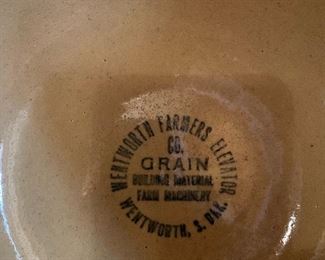 WENTWORTH FARMERS ELEVATOR
CO.
GRAIN
BUILDING MATERIAL
FARM MACHINERY
WENTWORTH, S. DAK.